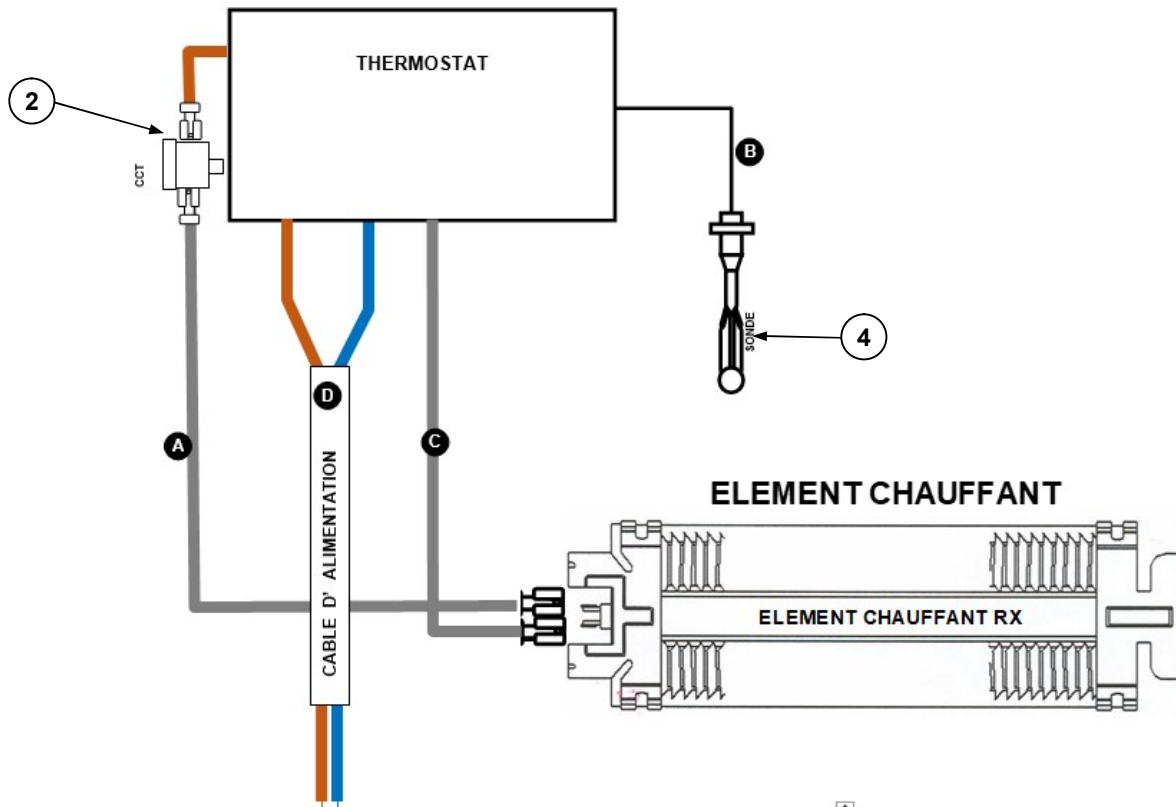 THERMOSTAT
2
CCT
B
4
SONDE
D
A
C
CABLE D' ALIMENTATION
ELEMENT CHAUFFANT
ELEMENT CHAUFFANT RX